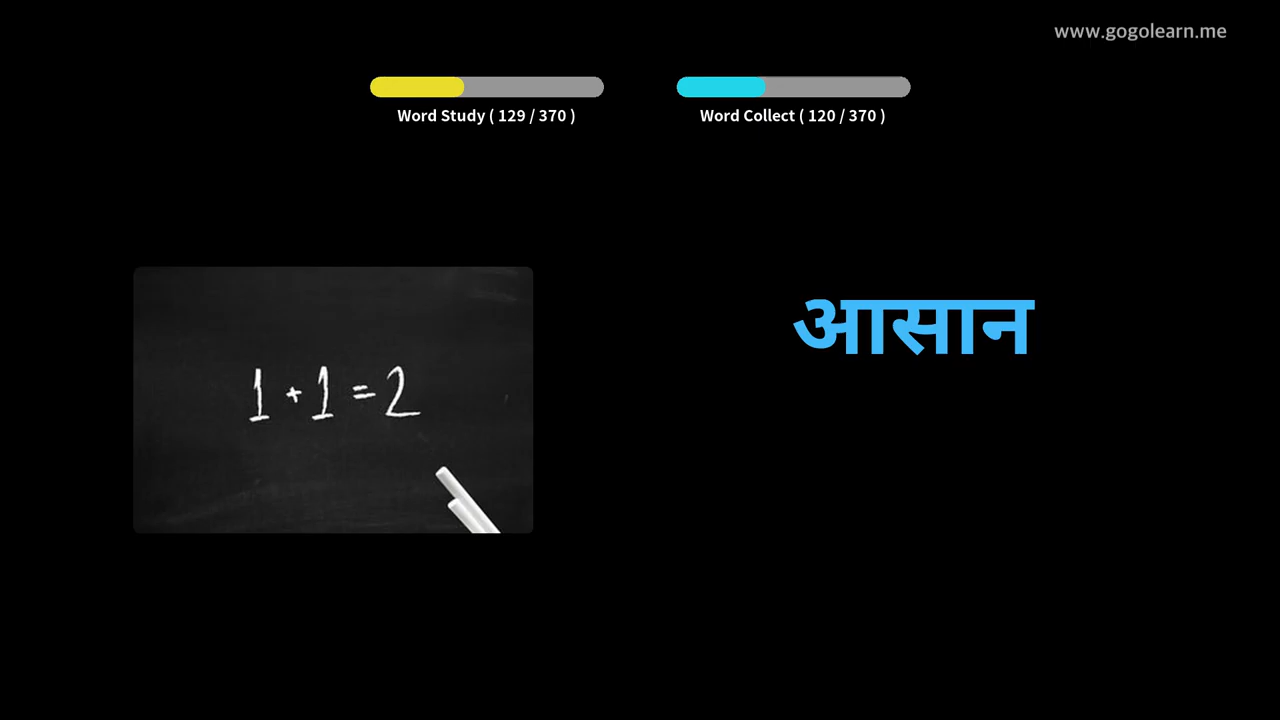 www.gogolearn.me
Word Study ( 129 / 370 )
Word Collect ( 120 / 370 )
आसान
1 + 1 = 2